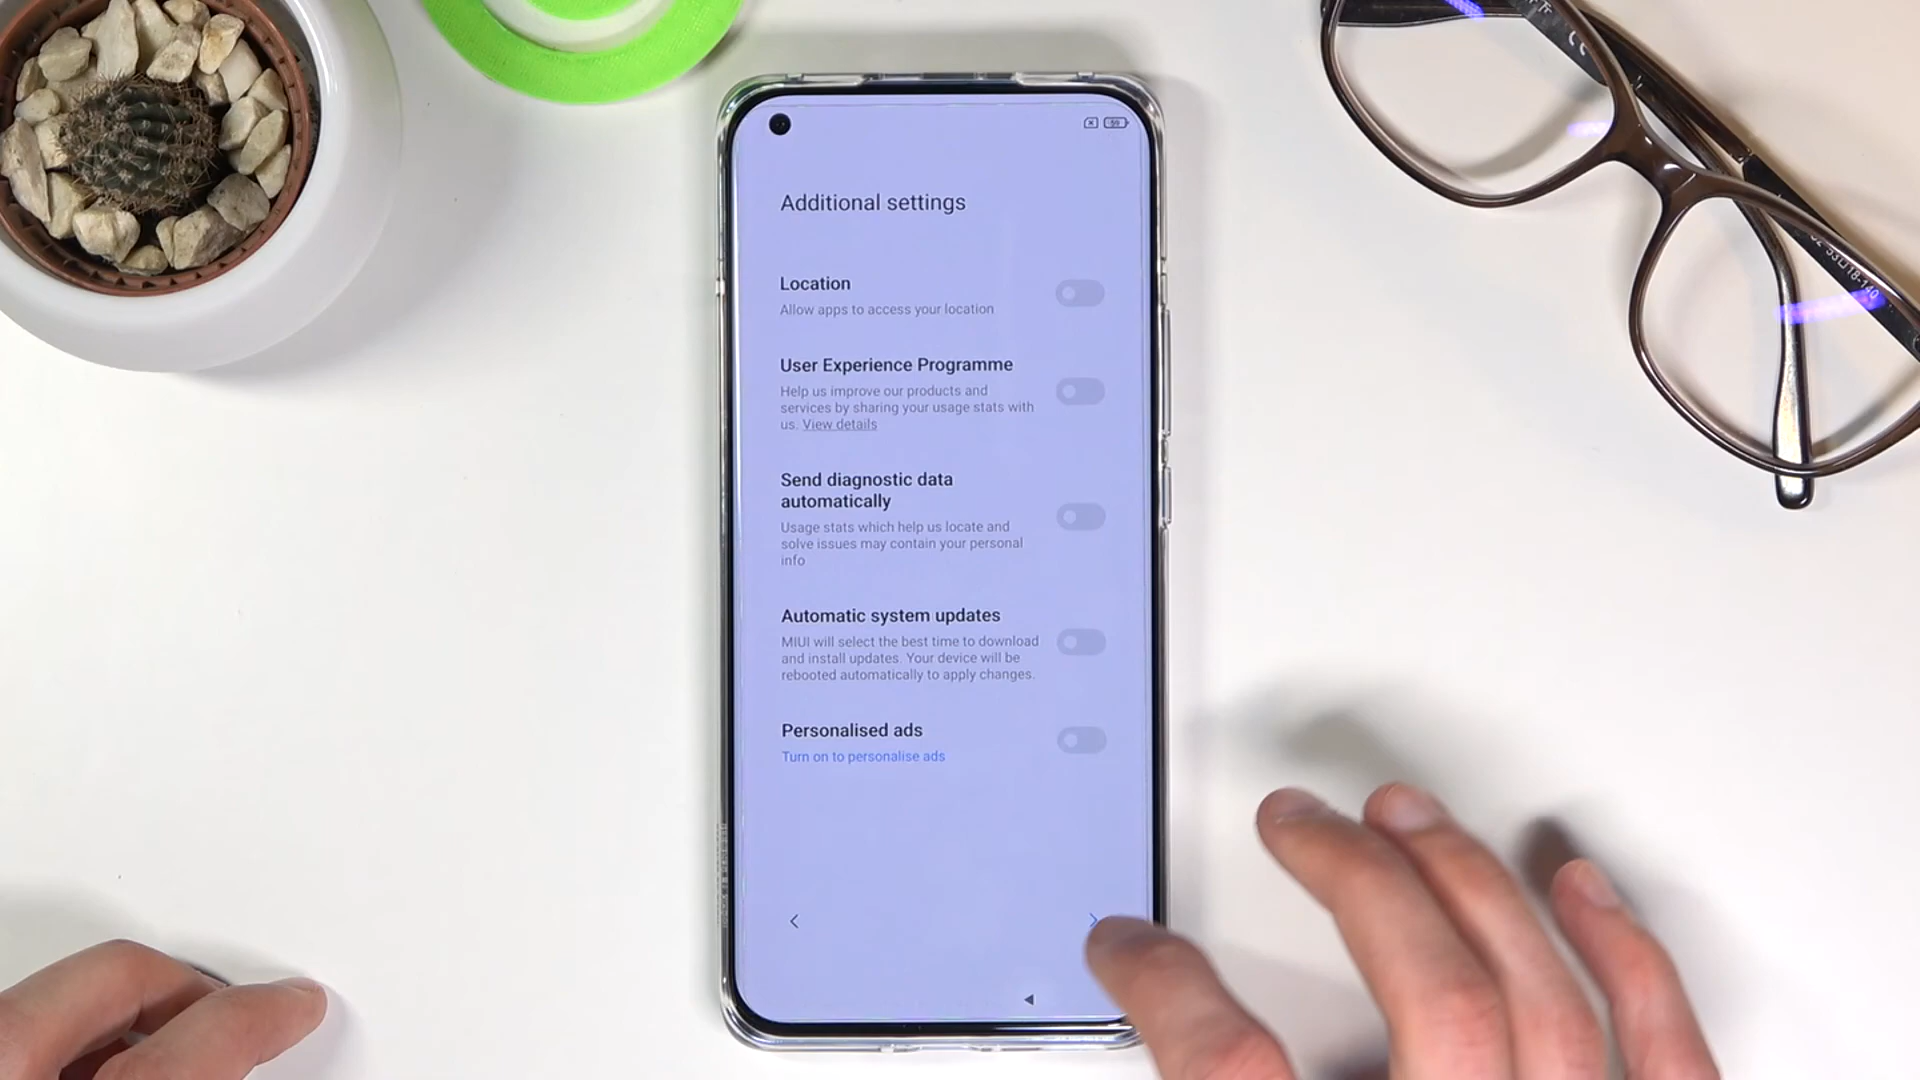 59
Additional settings
Location
Allow apps to access your location
User Experience Programme
Help us improve our products and
services by sharing your usage stats with
us. View details
Send diagnostic data
automatically
Usage stats which help us locate and
solve issues may contain your personal
info
Automatic system updates
MIUI will select the best time to download
and install updates. Your device will be
rebooted automatically to apply changes.
Personalised ads
Turn on to personalise ads